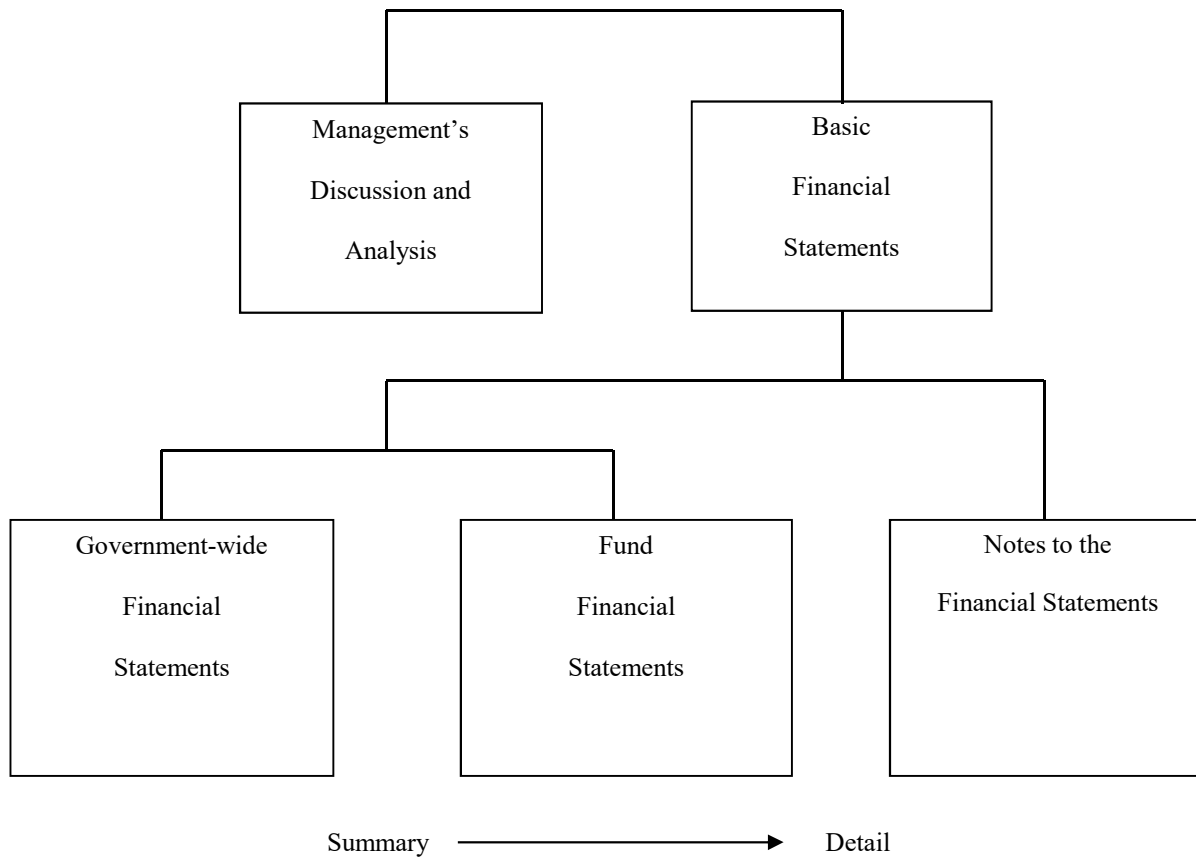 Management’s
Discussion and
Analysis
Basic
Financial
Statements
Government-wide
Financial
Statements
Fund
Financial
Statements
Notes to the
Financial Statements
Summary
Detail